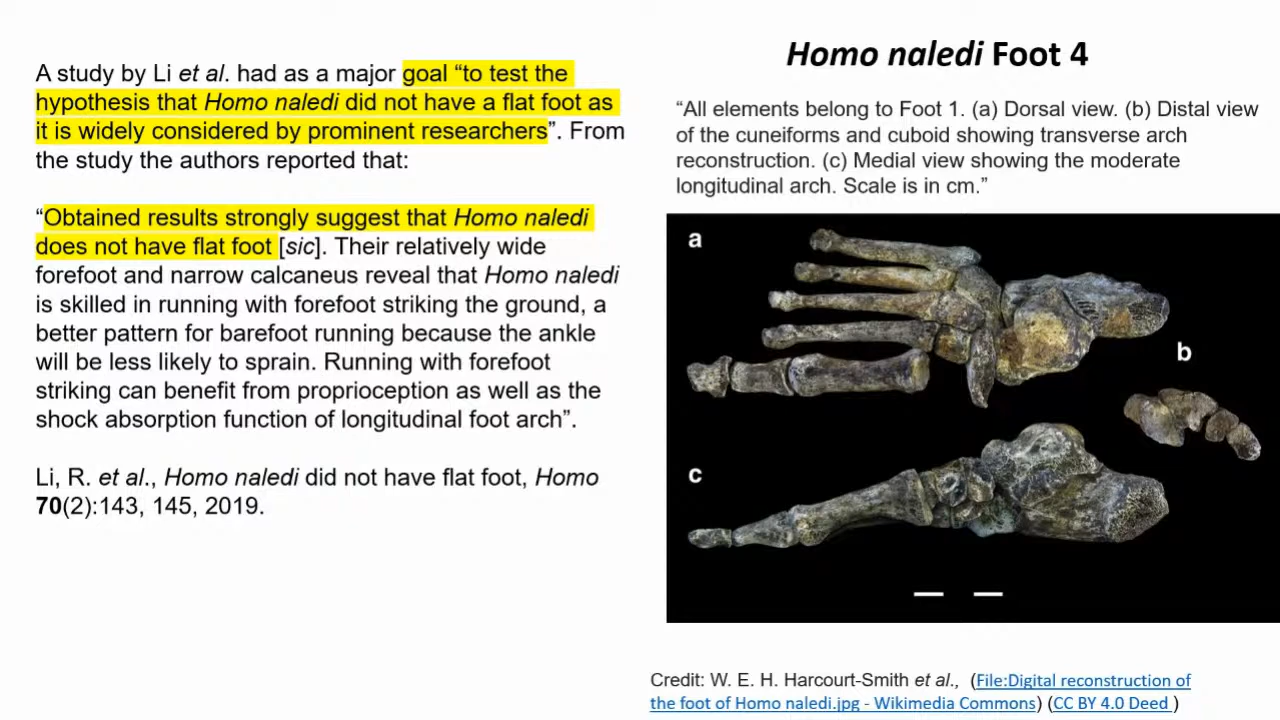 A study by Li et al. had as a major goal “to test the
hypothesis that Homo naledi did not have a flat foot as
it is widely considered by prominent researchers”. From
the study the authors reported that:
“Obtained results strongly suggest that Homo naledi
does not have flat foot [sic]. Their relatively wide
forefoot and narrow calcaneus reveal that Homo naledi
is skilled in running with forefoot striking the ground, a
better pattern for barefoot running because the ankle
will be less likely to sprain. Running with forefoot
striking can benefit from proprioception as well as the
shock absorption function of longitudinal foot arch”.
Li, R. et al., Homo naledi did not have flat foot, Homo
70(2):143, 145, 2019.
Homo naledi Foot 4
“All elements belong to Foot 1. (a) Dorsal view. (b) Distal view
of the cuneiforms and cuboid showing transverse arch
reconstruction. (c) Medial view showing the moderate
longitudinal arch. Scale is in cm.”
a
b
c
Credit: W. E. H. Harcourt-Smith et al., (File:Digital reconstruction of
the foot of Homo naledi.jpg - Wikimedia Commons) (CC BY 4.0 Deed )